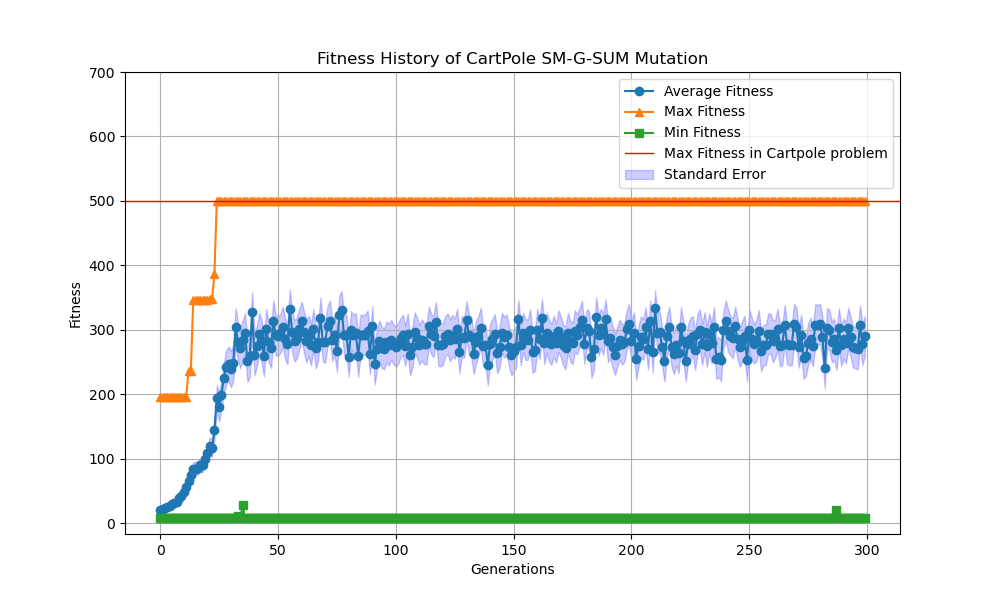 Fitness History of CartPole SM-G-SUM Mutation
700
600
500
400
300
200
100
0
Fitness
Average Fitness
Max Fitness
Min Fitness
Max Fitness in Cartpole problem
Standard Error
0 50 100 150 200 250 300
Generations